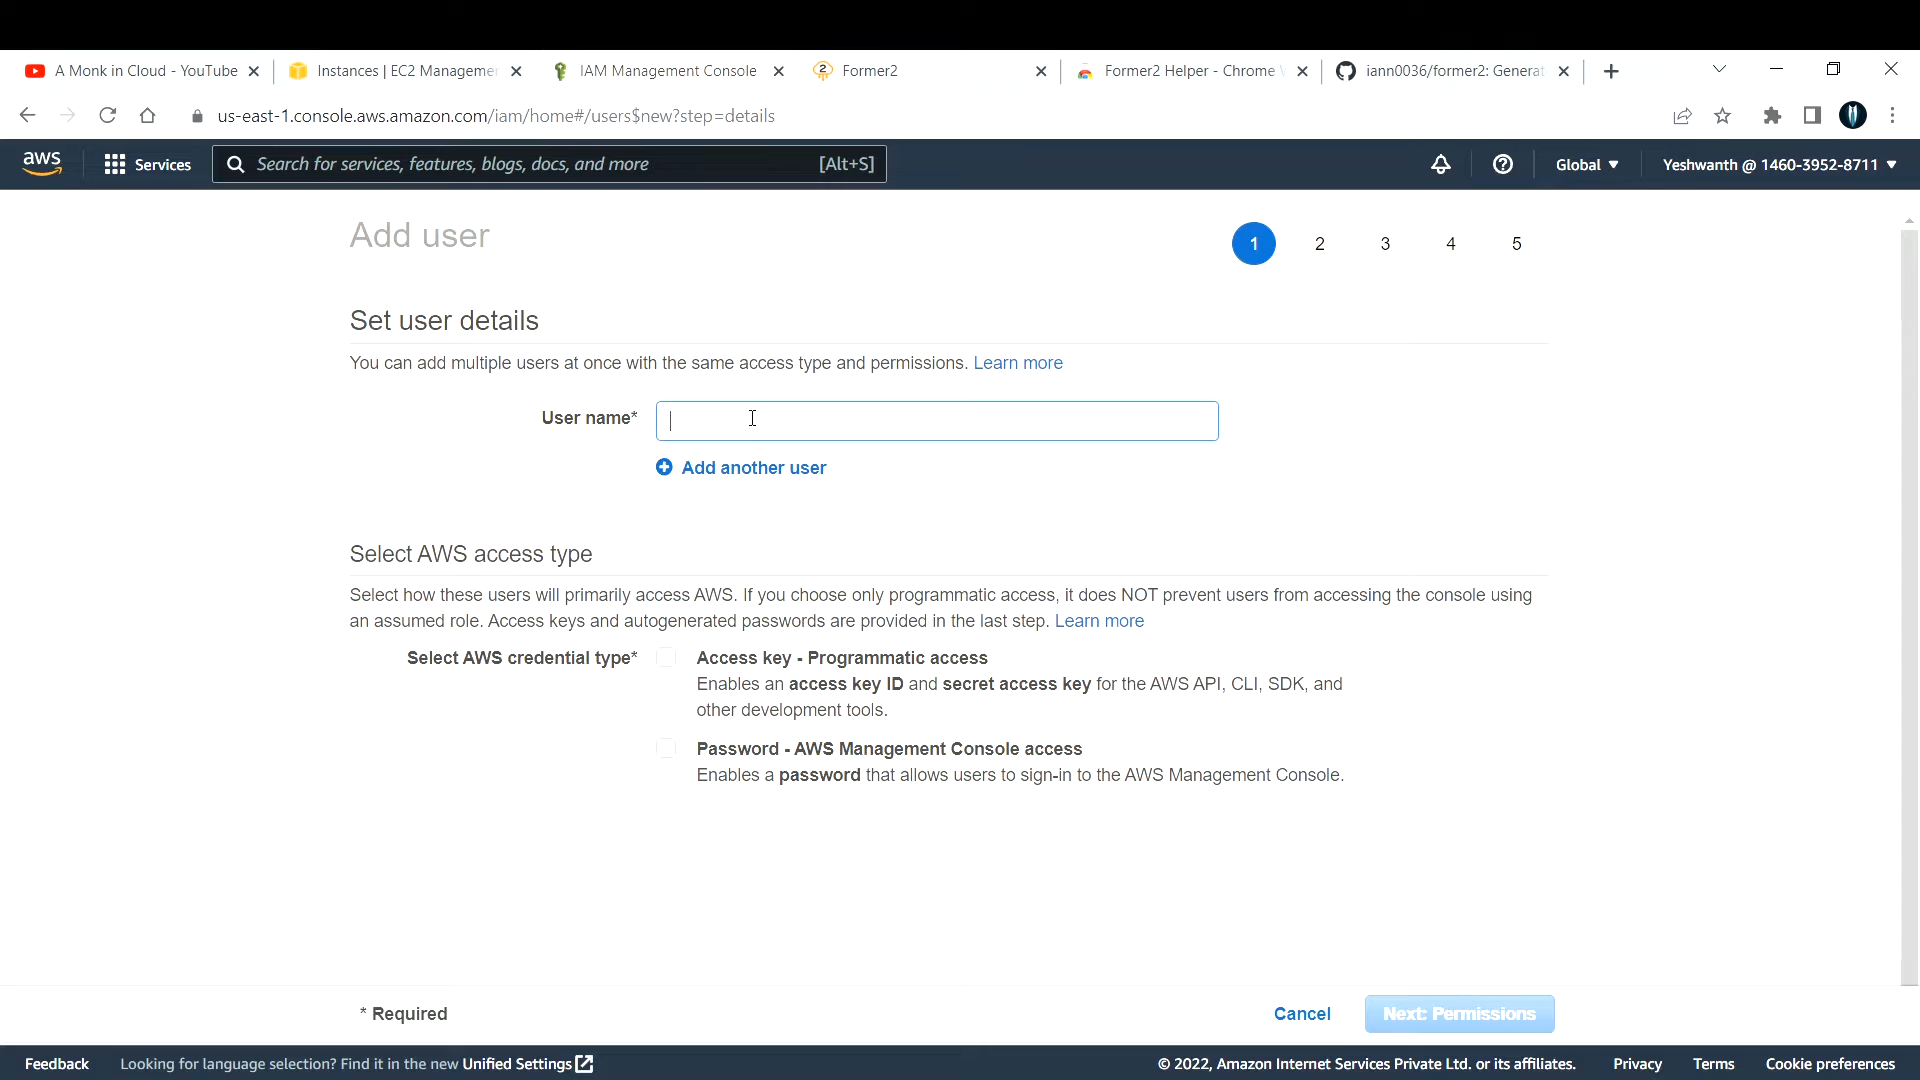 A Monk in Cloud - YouTube
Instances | EC2 Managemen
IAM Management Console
Former2
Former2 Helper - Chrome
iann0036/former2: Generat
us-east-1.console.aws.amazon.com/iam/home#/users$new?step=details
aws
Services
Search for services, features, blogs, docs, and more
[Alt+S]
Global
Yeshwanth @ 1460-3952-8711
Add user
1 2 3 4 5
Set user details
You can add multiple users at once with the same access type and permissions. Learn more
User name*
Add another user
Select AWS access type
Select how these users will primarily access AWS. If you choose only programmatic access, it does NOT prevent users from accessing the console using
an assumed role. Access keys and autogenerated passwords are provided in the last step. Learn more
Select AWS credential type*
Access key - Programmatic access
Enables an access key ID and secret access key for the AWS API, CLI, SDK, and
other development tools.
Password - AWS Management Console access
Enables a password that allows users to sign-in to the AWS Management Console.
* Required
Cancel
Next: Permissions
Feedback
Looking for language selection? Find it in the new Unified Settings
© 2022, Amazon Internet Services Private Ltd. or its affiliates.
Privacy
Terms
Cookie preferences